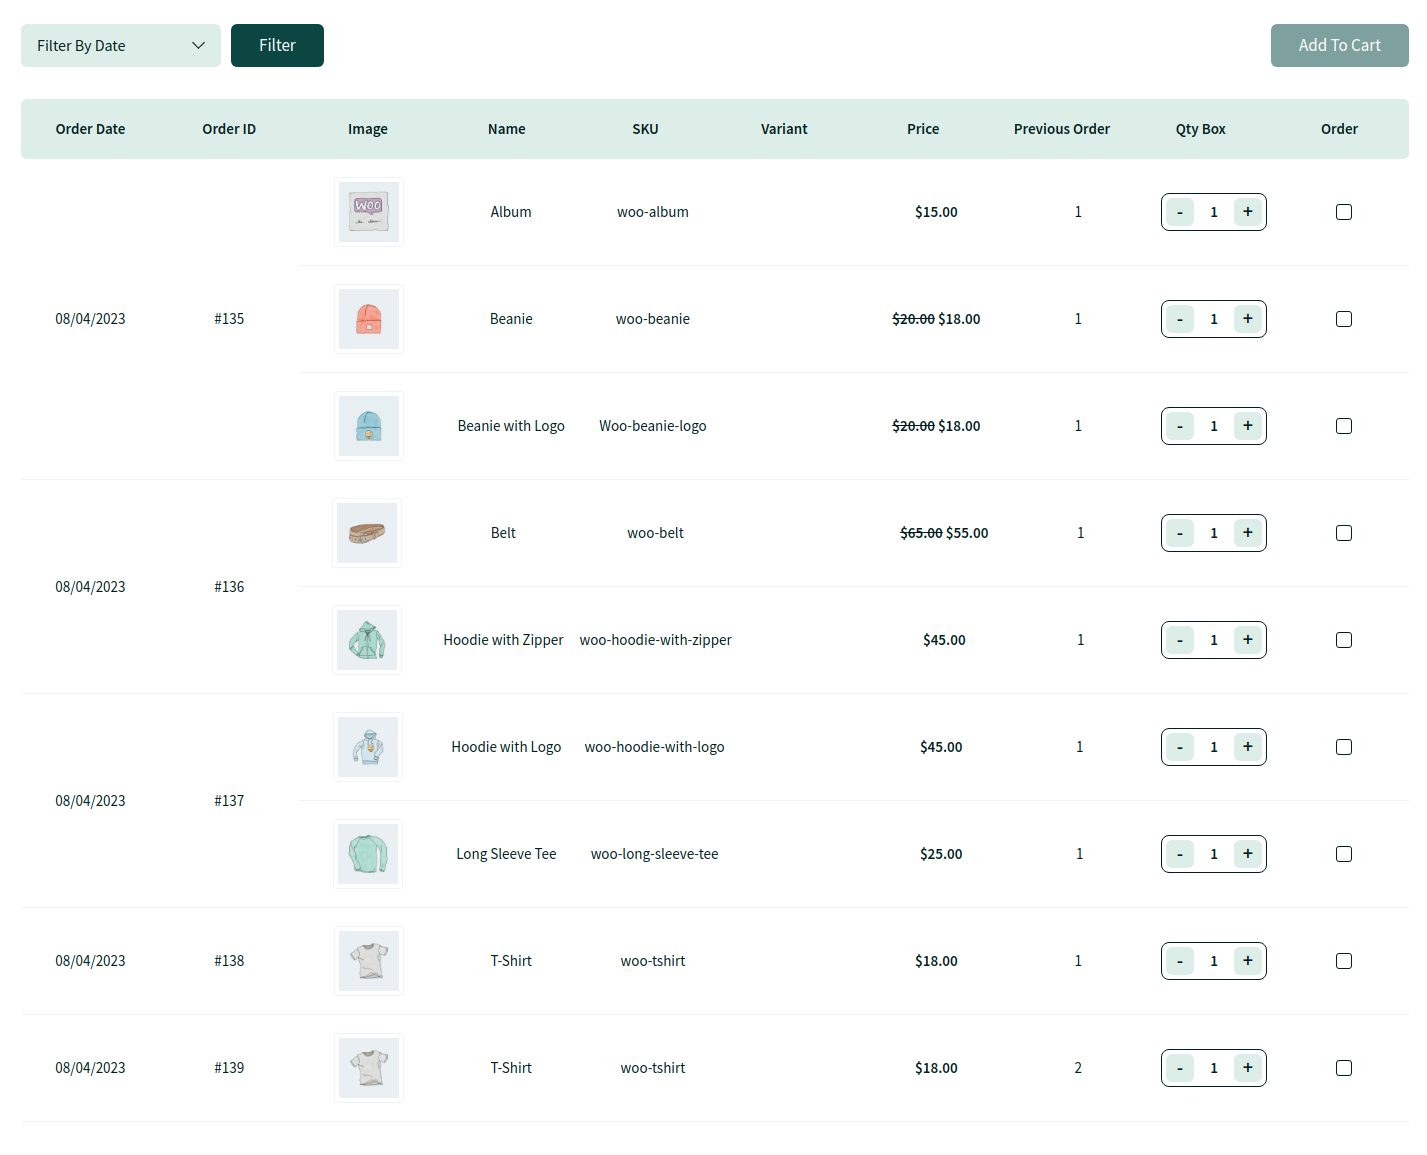 Filter By Date Filter Add To Cart
Order Date Order ID Image Name SKU Variant Price Previous Order Qty Box Order
WOO Album woo-album $15.00 1 - 1 +
08/04/2023 #135 Beanie woo-beanie $20.00 $18.00 1 - 1 +
Beanie with Logo Woo-beanie-logo $20.00 $18.00 1 - 1 +
Belt woo-belt $65.00 $55.00 1 - 1 +
08/04/2023 #136
Hoodie with Zipper woo-hoodie-with-zipper $45.00 1 - 1 +
Hoodie with Logo woo-hoodie-with-logo $45.00 1 - 1 +
08/04/2023 #137
Long Sleeve Tee woo-long-sleeve-tee $25.00 1 - 1 +
08/04/2023 #138 T-Shirt woo-tshirt $18.00 1 - 1 +
08/04/2023 #139 T-Shirt woo-tshirt $18.00 2 - 1 +